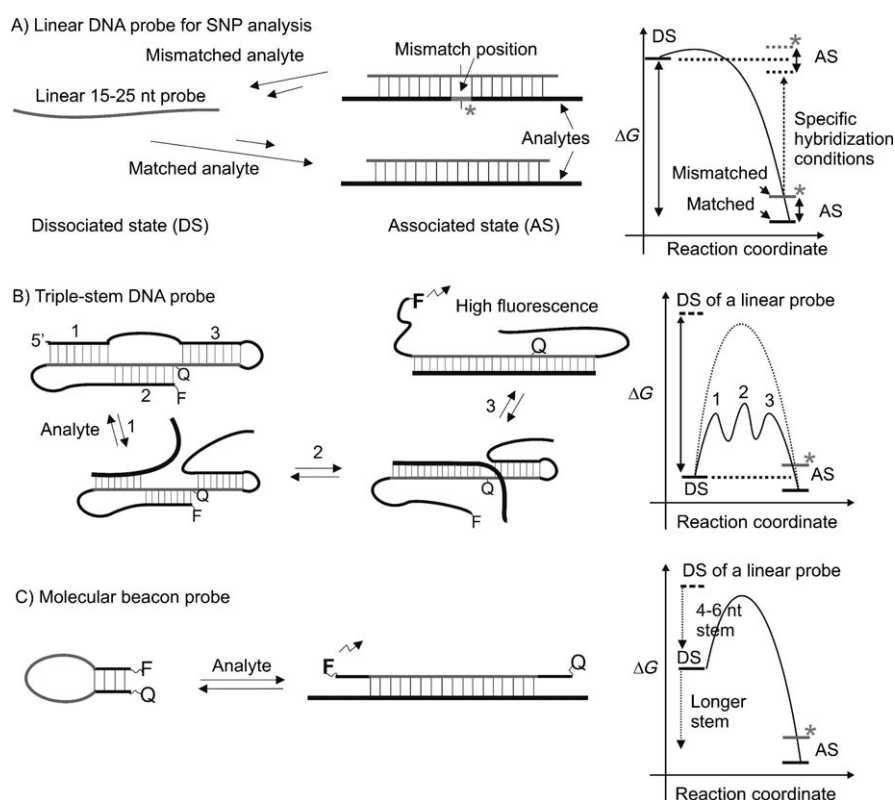 A) Linear DNA probe for SNP analysis
Mismatched analyte
Linear 15-25 nt probe
Matched analyte
Dissociated state (DS)
Mismatch position
*
Analytes
Associated state (AS)
DS
*
AS
Specific
hybridization
conditions
ΔG
Mismatched
*
Matched
AS
Reaction coordinate
B) Triple-stem DNA probe
1
3
5'
Q
2
F
Analyte
1
Q
F
2
F
High fluorescence
Q
3
Q
F
DS of a linear probe
ΔG
1
2
3
*
AS
DS
Reaction coordinate
C) Molecular beacon probe
F
Q
Analyte
F
Q
DS of a linear probe
4-6 nt
stem
DS
ΔG
Longer
stem
*
AS
Reaction coordinate